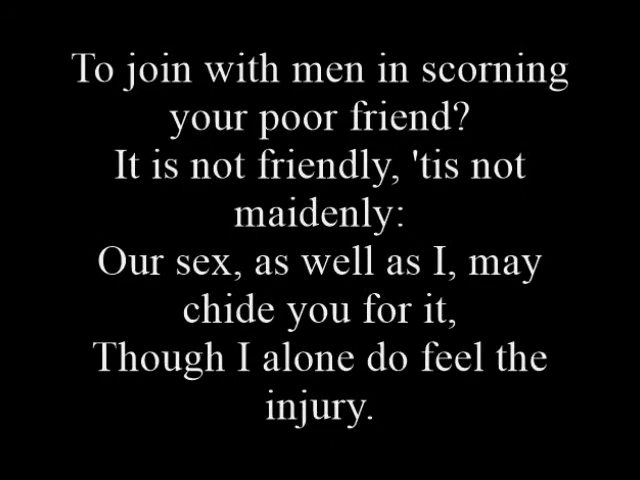 To join with men in scorning
your poor friend?
It is not friendly, 'tis not
maidenly:
Our sex, as well as I, may
chide you for it,
Though I alone do feel the
injury.